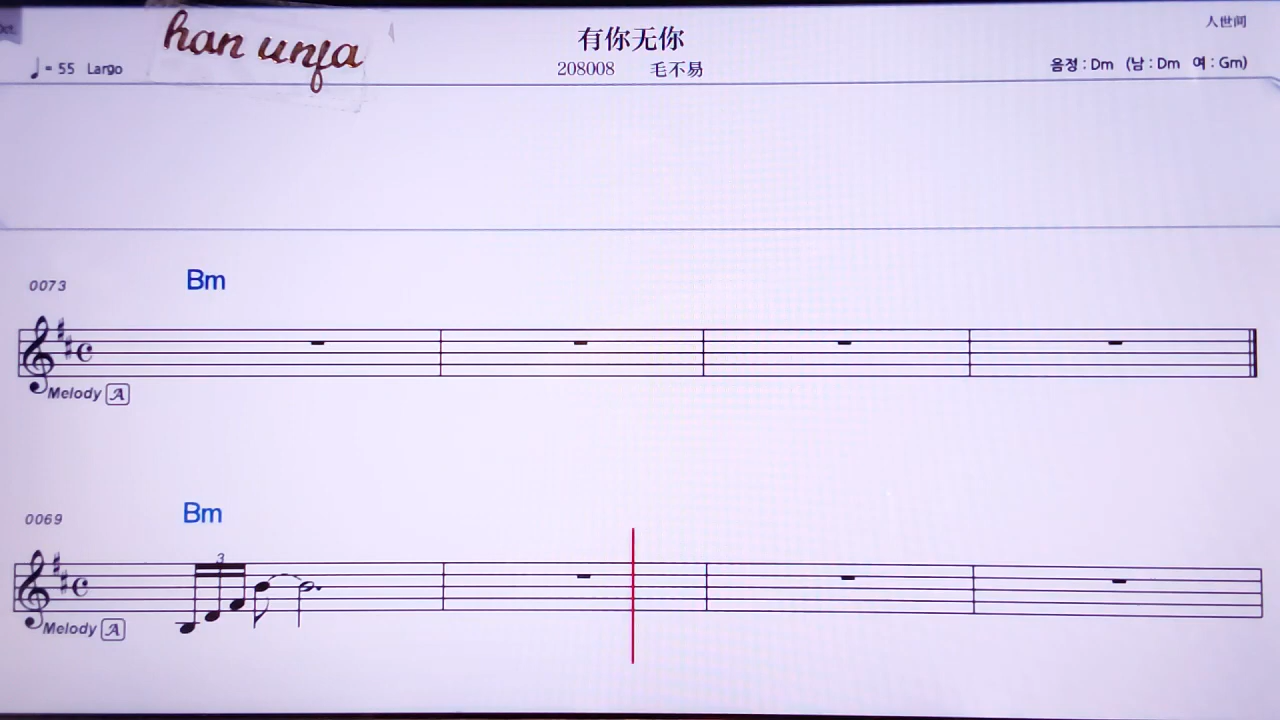 han unfa
有你无你
人世间
♩= 55 Largo
208008 毛不易
음정 : Dm (남 : Dm 여 : Gm)
0073
Bm
Melody A
0069
Bm
3
Melody A